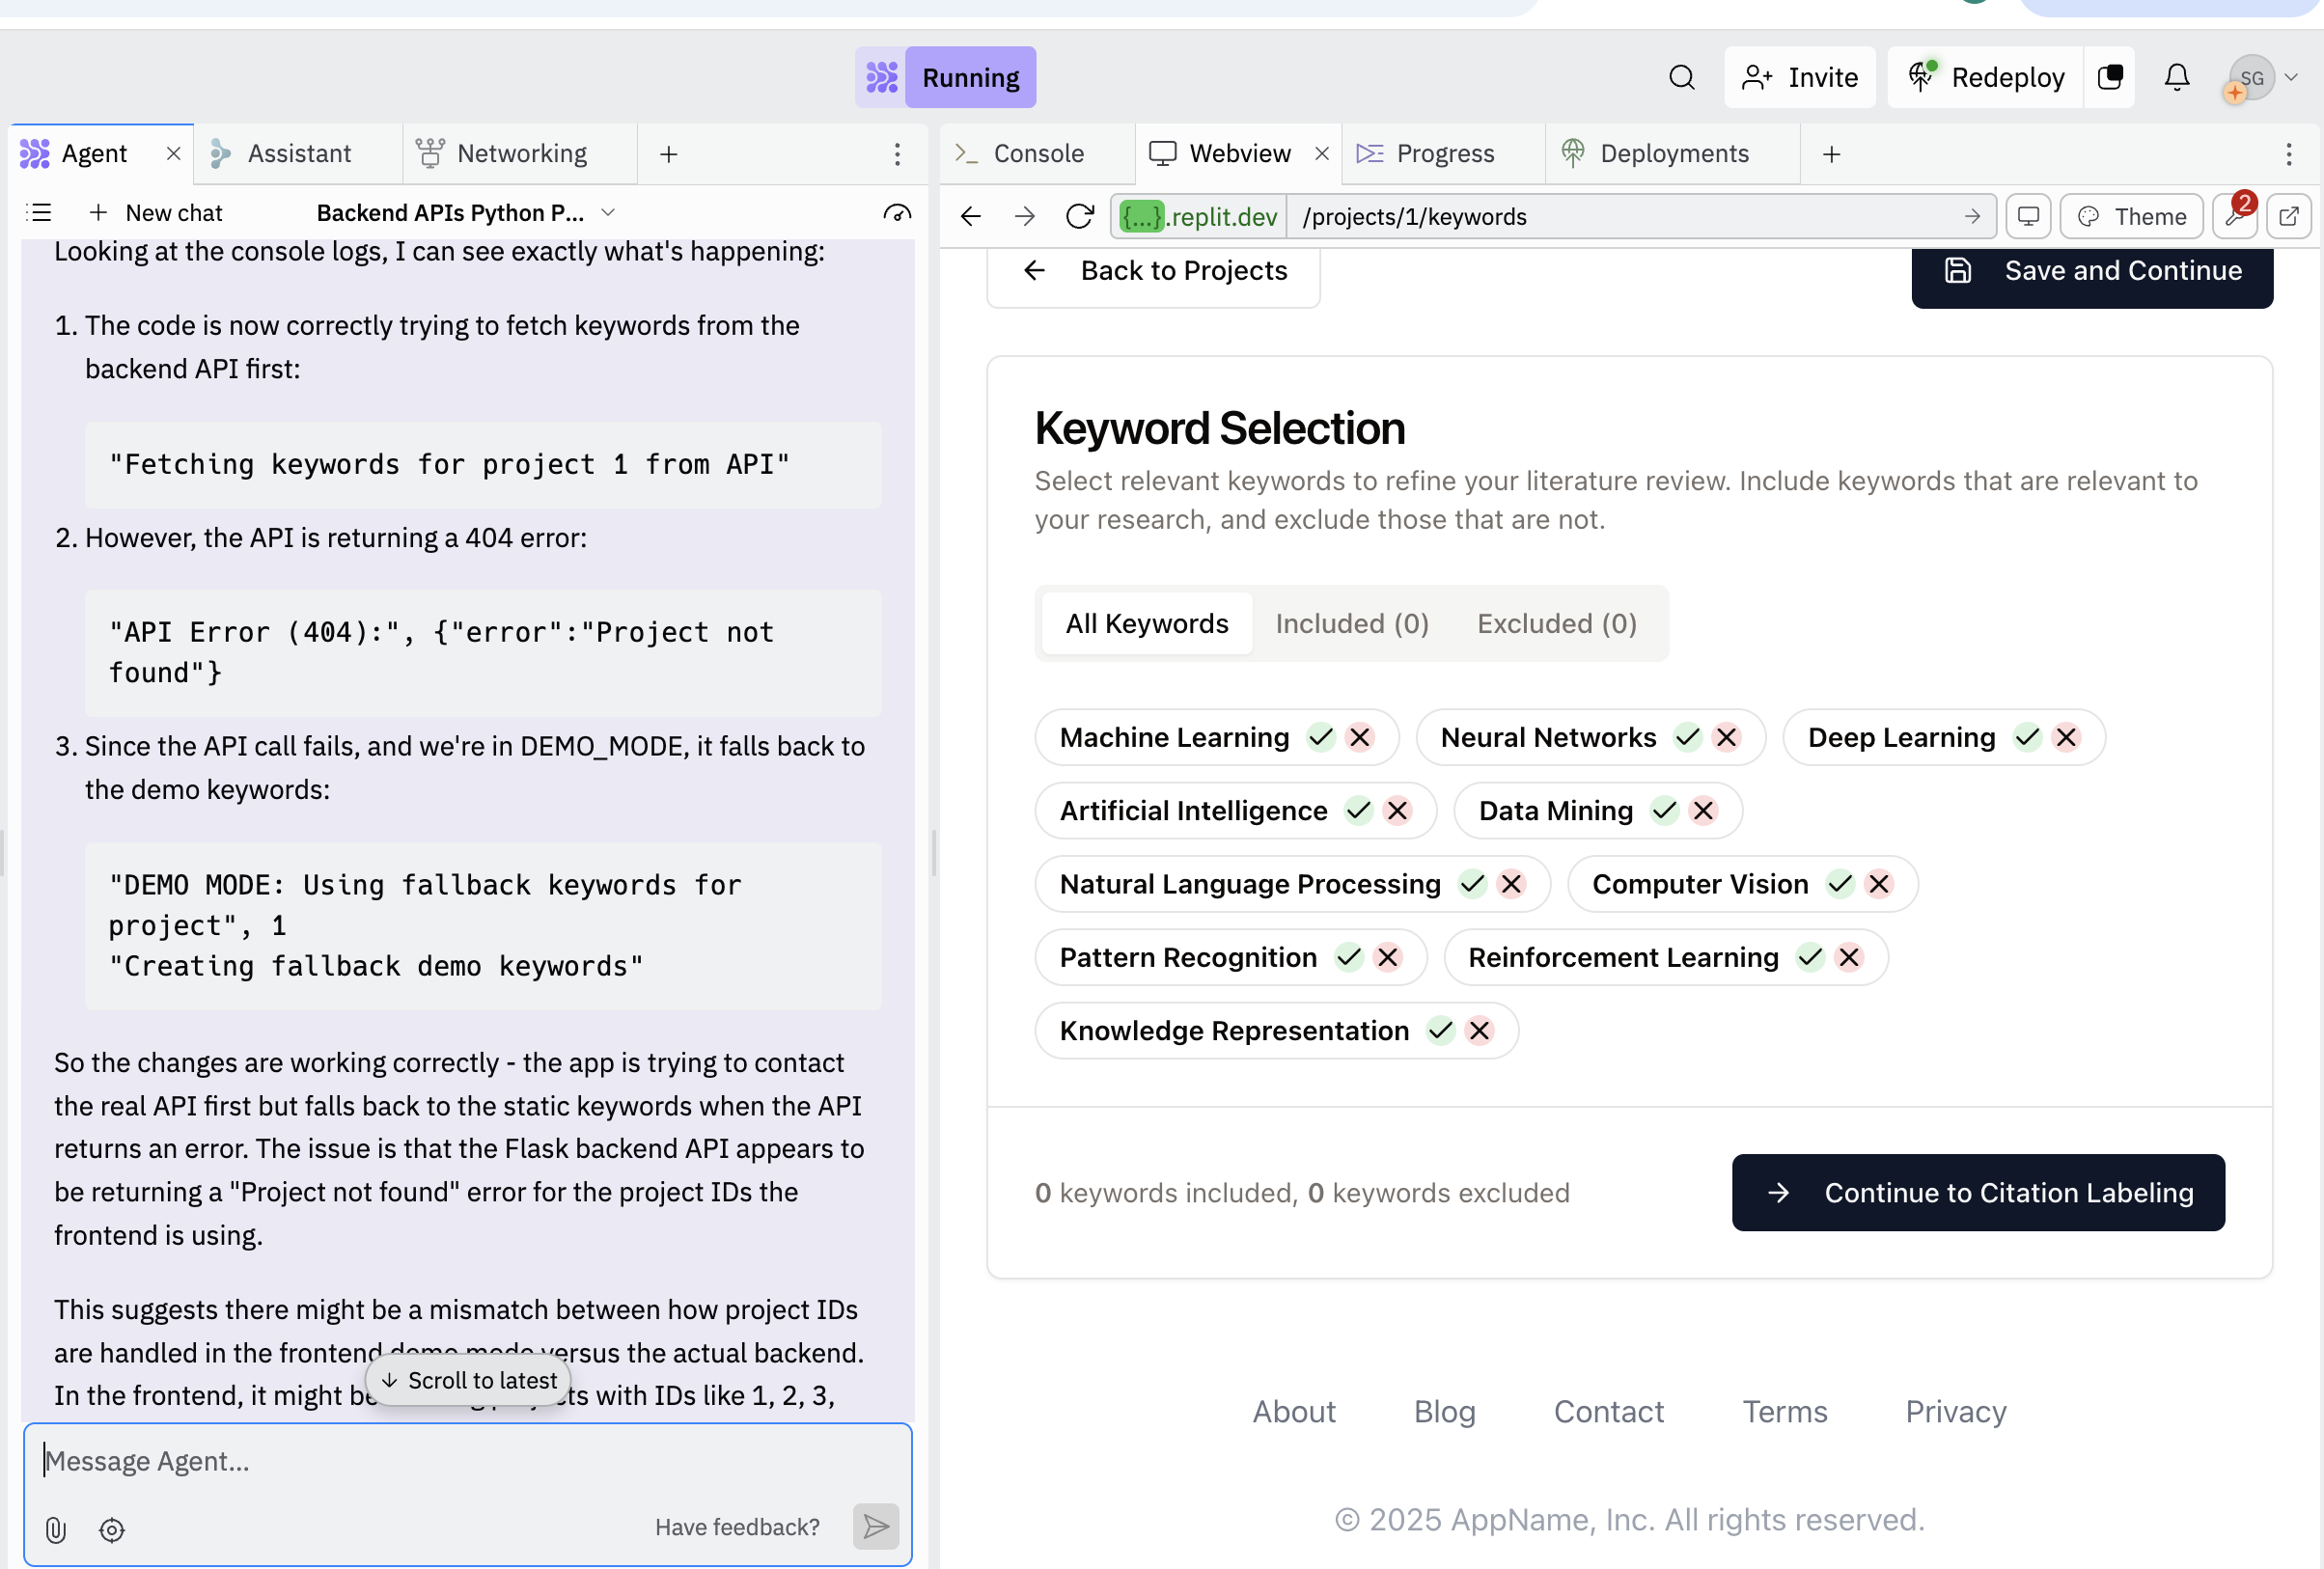 Running
Invite
Redeploy
SG
Agent
Assistant
Networking
Console
Webview
Progress
Deployments
New chat
Backend APIs Python P...
{...}.replit.dev
/projects/1/keywords
Theme
2
Looking at the console logs, I can see exactly what's happening:
1. The code is now correctly trying to fetch keywords from the
backend API first:
"Fetching keywords for project 1 from API"
2. However, the API is returning a 404 error:
"API Error (404):", {"error":"Project not
found"}
3. Since the API call fails, and we're in DEMO_MODE, it falls back to
the demo keywords:
"DEMO MODE: Using fallback keywords for
project", 1
"Creating fallback demo keywords"
So the changes are working correctly - the app is trying to contact
the real API first but falls back to the static keywords when the API
returns an error. The issue is that the Flask backend API appears to
be returning a "Project not found" error for the project IDs the
frontend is using.
This suggests there might be a mismatch between how project IDs
are handled in the frontend demo mode versus the actual backend.
In the frontend, it might be with IDs like 1, 2, 3,
Scroll to latest
Message Agent...
Have feedback?
Back to Projects
Save and Continue
Keyword Selection
Select relevant keywords to refine your literature review. Include keywords that are relevant to
your research, and exclude those that are not.
All Keywords
Included (0)
Excluded (0)
Machine Learning
Neural Networks
Deep Learning
Artificial Intelligence
Data Mining
Natural Language Processing
Computer Vision
Pattern Recognition
Reinforcement Learning
Knowledge Representation
0 keywords included, 0 keywords excluded
Continue to Citation Labeling
About
Blog
Contact
Terms
Privacy
© 2025 AppName, Inc. All rights reserved.